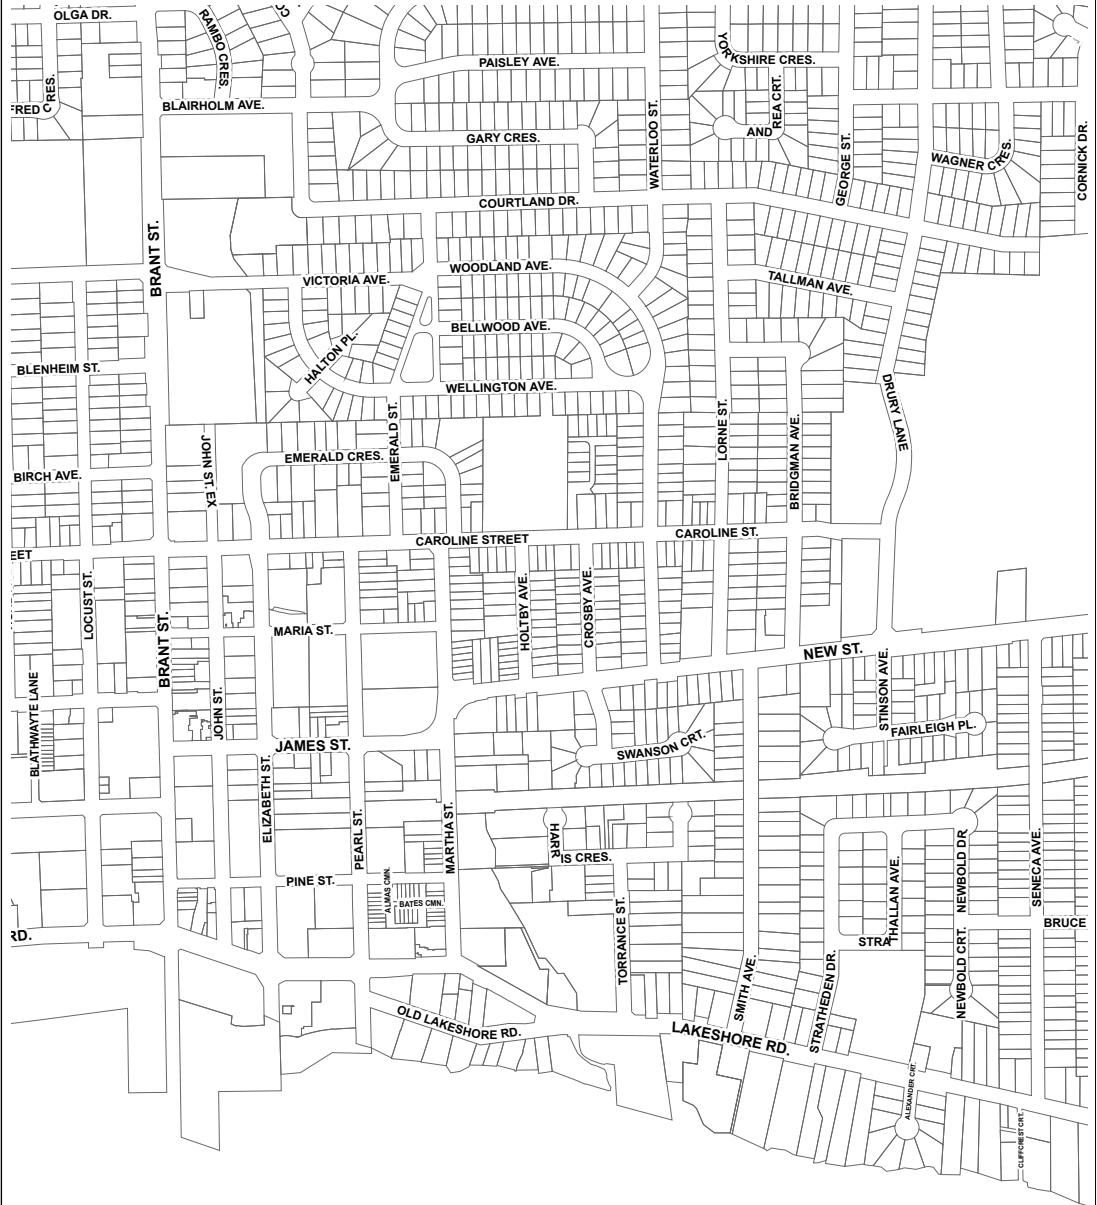 OLGA DR.
RAMBO CRES.
CO
YORKSHIRE CRES.
PAISLEY AVE.
FRED CRES.
BLAIRHOLM AVE.
REA CRT.
AND
GARY CRES.
WATERLOO ST.
GEORGE ST.
WAGNER CRES.
CORNICK DR.
COURTLAND DR.
BRANT ST.
WOODLAND AVE.
VICTORIA AVE.
TALLMAN AVE.
BELLWOOD AVE.
HALTON PL.
BLENHEIM ST.
WELLINGTON AVE.
DRURY LANE
EMERALD ST.
LORNE ST.
BRIDGMAN AVE.
JOHN ST. EX
EMERALD CRES.
BIRCH AVE.
CAROLINE STREET
CAROLINE ST.
EET
LOCUST ST.
HOLTBY AVE.
CROSBY AVE.
BRANT ST.
MARIA ST.
NEW ST.
BLATHWAYTE LANE
JOHN ST.
STINSON AVE.
FAIRLEIGH PL.
JAMES ST.
SWANSON CRT.
ELIZABETH ST.
PEARL ST.
MARTHA ST.
HARRIS CRES.
NEWBOLD DR
SENECA AVE.
THALLAN AVE.
PINE ST.
ALMAS CMN.
BATES CMN.
TORRANCE ST.
BRUCE
RD.
STRA
NEWBOLD CRT.
SMITH AVE.
STRATHEDEN DR.
OLD LAKESHORE RD.
LAKESHORE RD.
ALEXANDER CRT.
CLIFFCREST CRT.